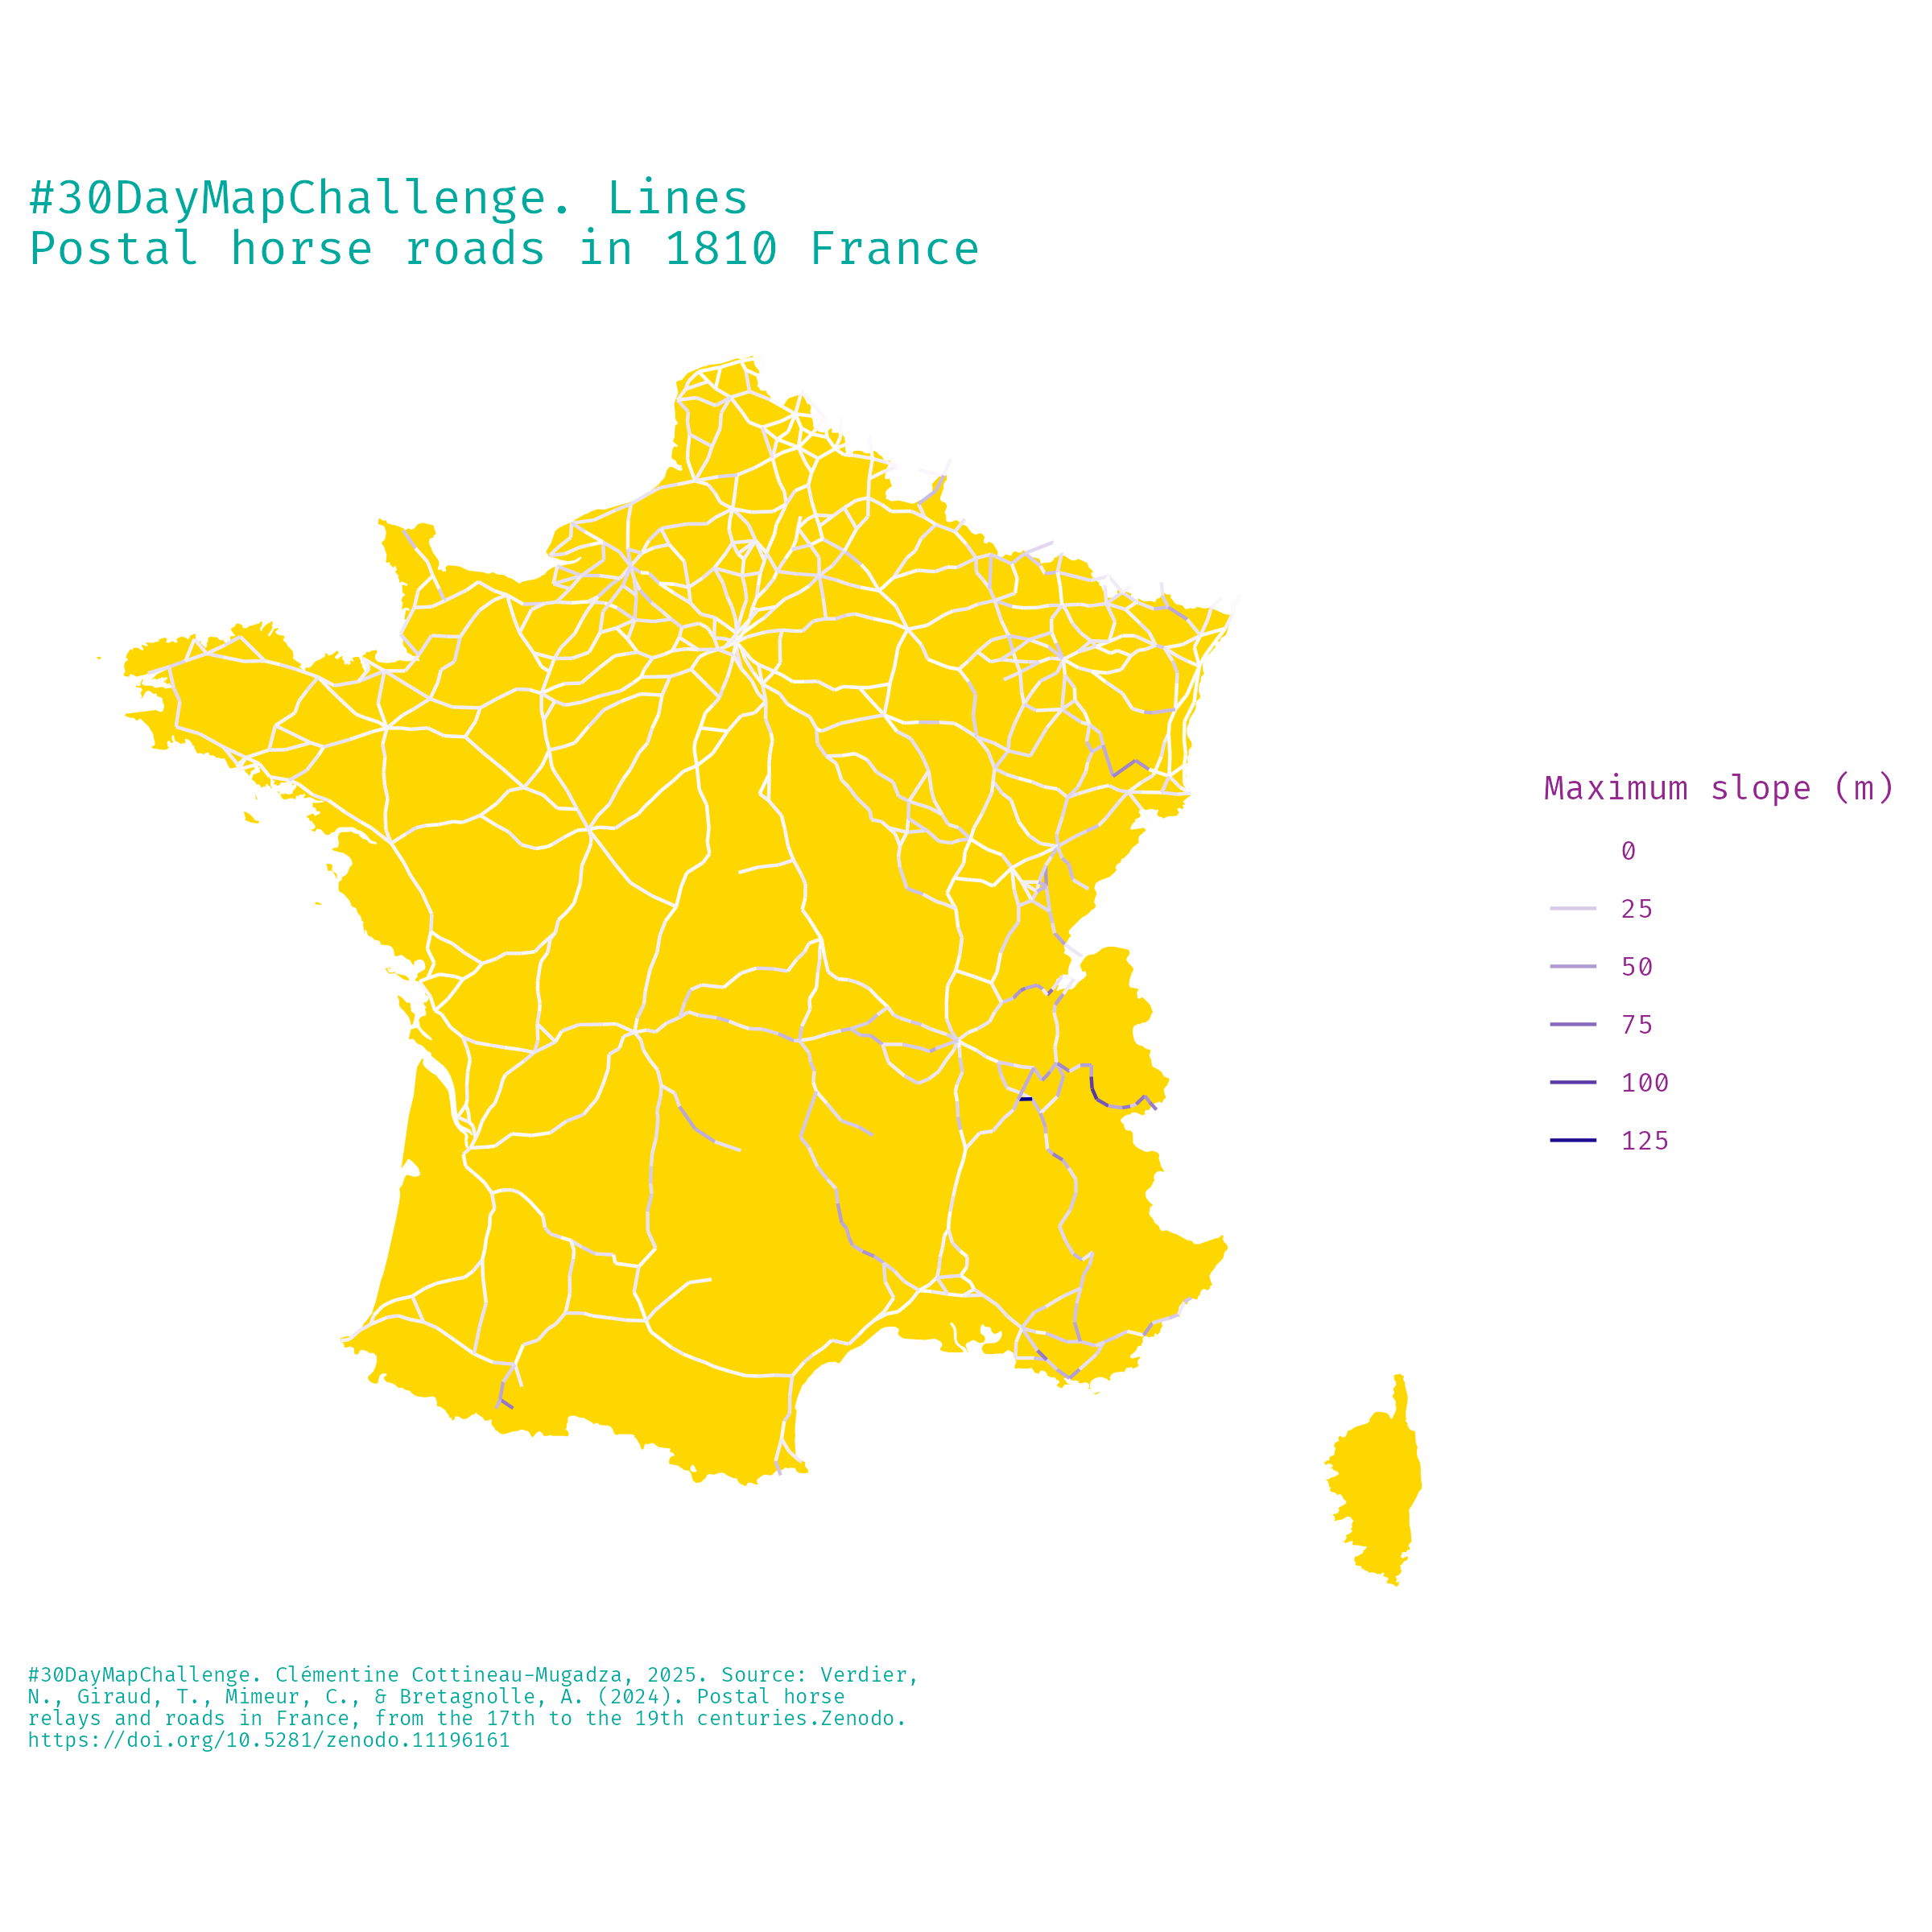 #30DayMapChallenge. Lines
Postal horse roads in 1810 France
Maximum slope (m)
0
25
50
75
100
125
#30DayMapChallenge. Clémentine Cottineau-Mugadza, 2025. Source: Verdier,
N., Giraud, T., Mimeur, C., & Bretagnolle, A. (2024). Postal horse
relays and roads in France, from the 17th to the 19th centuries.Zenodo.
https://doi.org/10.5281/zenodo.11196161